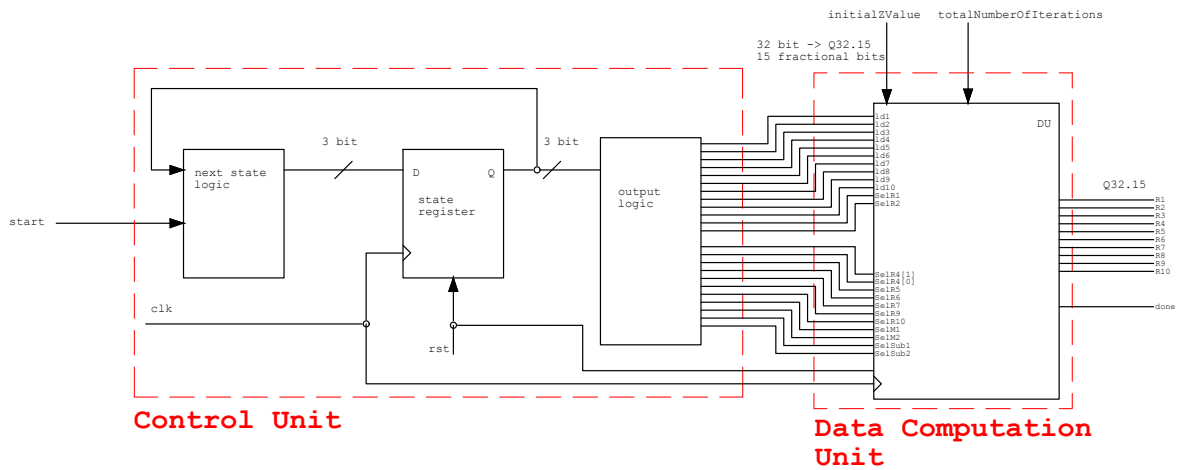 initialZValue
totalNumberOfIterations
32 bit -> Q32.15
15 fractional bits
3 bit
3 bit
next state
logic
D
Q
state
register
output
logic
start
clk
rst
DU
ld1
ld2
ld3
ld4
ld5
ld6
ld7
ld8
ld9
ld10
SelR1
SelR2
SelR4[1]
SelR4[0]
SelR5
SelR6
SelR7
SelR9
SelR10
SelM1
SelM2
SelSub1
SelSub2
Q32.15
R1
R2
R3
R4
R5
R6
R7
R8
R9
R10
done
Control Unit
Data Computation
Unit